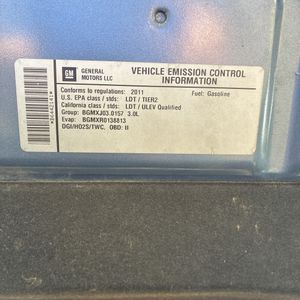 GM
GENERAL
MOTORS LLC
VEHICLE EMISSION CONTROL
INFORMATION
Conforms to regulations: 2011
Fuel: Gasoline
U.S. EPA class / stds: LDT / TIER2
California class / stds: LDT / ULEV Qualified
Group: BGMXJ03.0157 3.0L
Evap: BGMXR0138813
DGI/HO2S/TWC, OBD: II